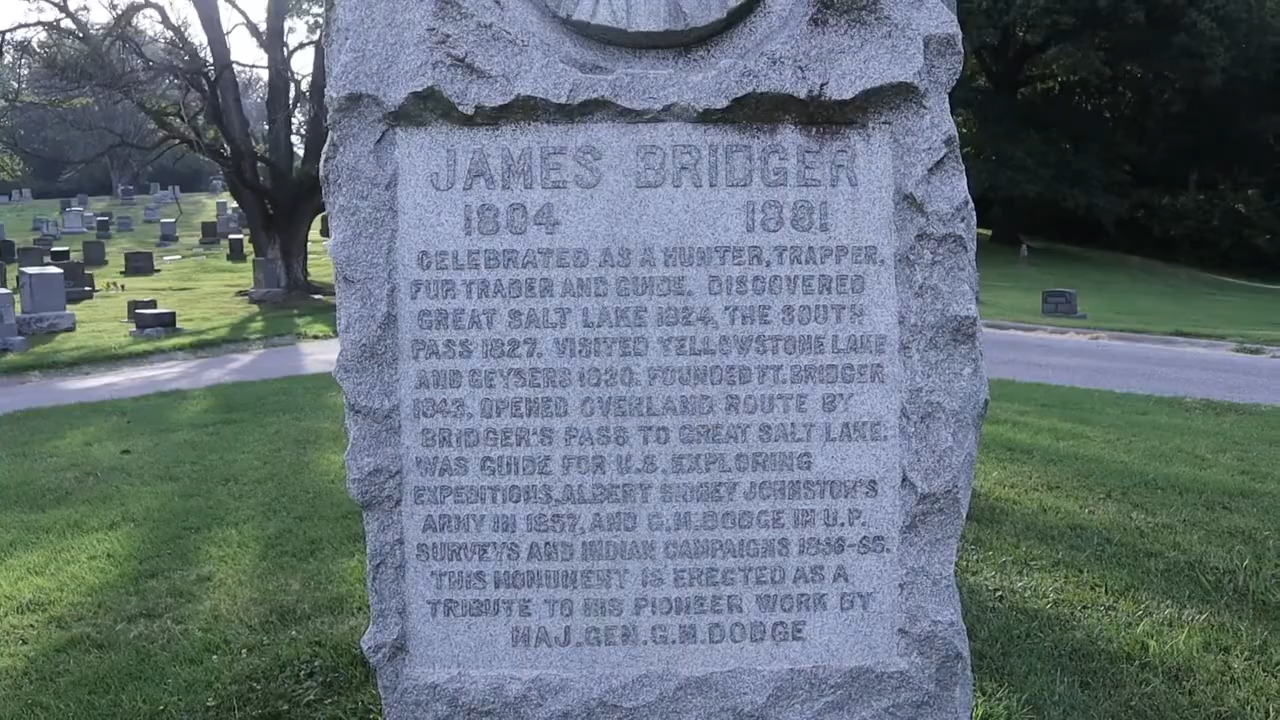 JAMES BRIDGER
1804 1881
CELEBRATED AS A HUNTER, TRAPPER,
FUR TRADER AND GUIDE. DISCOVERED
GREAT SALT LAKE 1824, THE SOUTH
PASS 1827. VISITED YELLOWSTONE LAKE
AND GEYSERS 1830. FOUNDED FT. BRIDGER
1843. OPENED OVERLAND ROUTE BY
BRIDGER'S PASS TO GREAT SALT LAKE.
WAS GUIDE FOR U.S. EXPLORING
EXPEDITIONS, ALBERT SIDNEY JOHNSTON'S
ARMY IN 1857, AND G.M. DODGE IN U.P.
SURVEYS AND INDIAN CAMPAIGNS
THIS MONUMENT IS ERECTED AS A
TRIBUTE TO HIS PIONEER WORK BY
MAJ. GEN. G.M. DODGE